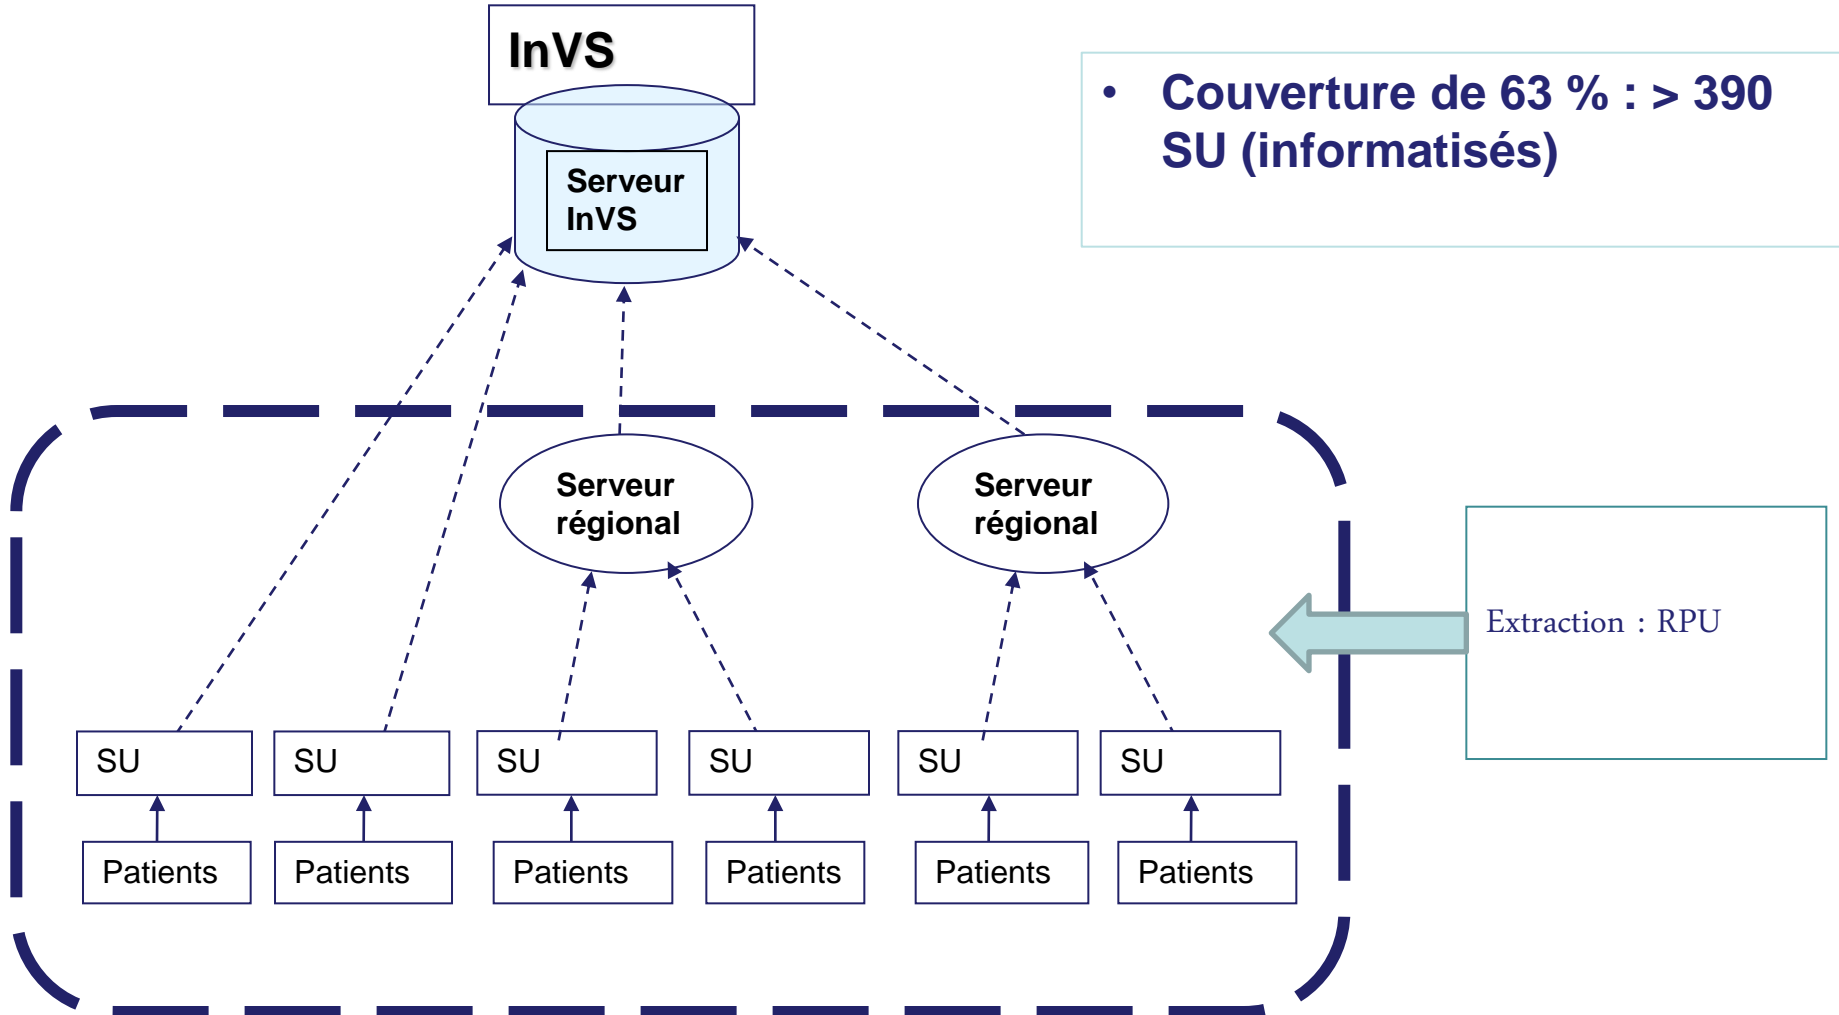 InVS
• Couverture de 63 % : > 390
SU (informatisés)
Serveur
InVS
Serveur
régional
Serveur
régional
Extraction : RPU
SU
SU
SU
SU
SU
SU
Patients
Patients
Patients
Patients
Patients
Patients